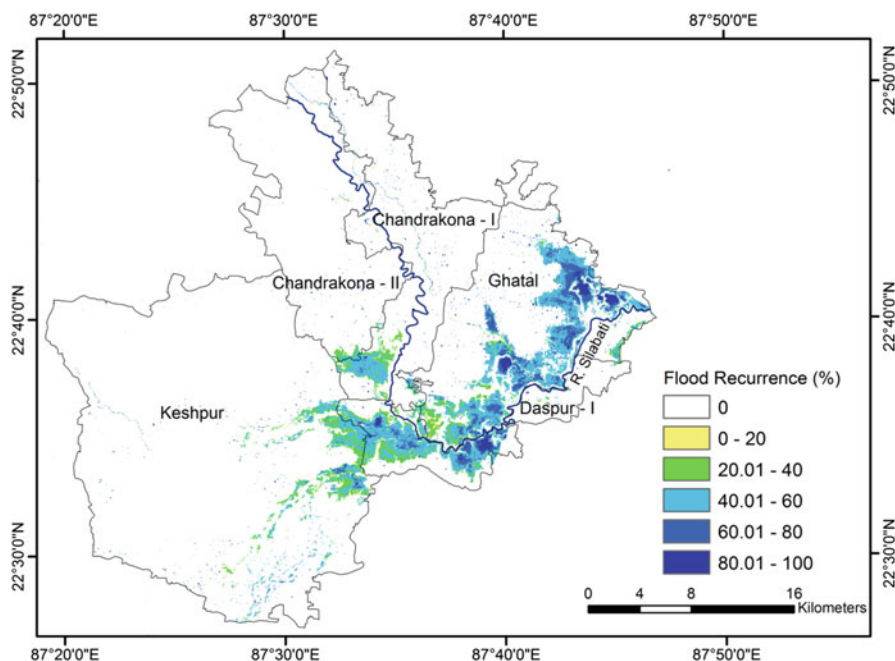 87°20'0"E 87°30'0"E 87°40'0"E 87°50'0"E
22°50'0"N 22°50'0"N
Chandrakona - I
Ghatal
Chandrakona - II
22°40'0"N 22°40'0"N
R. Silabati
Flood Recurrence (%)
Keshpur
Daspur - I
0
0 - 20
20.01 - 40
40.01 - 60
60.01 - 80
80.01 - 100
22°30'0"N 22°30'0"N
0 4 8 16
Kilometers
87°20'0"E 87°30'0"E 87°40'0"E 87°50'0"E